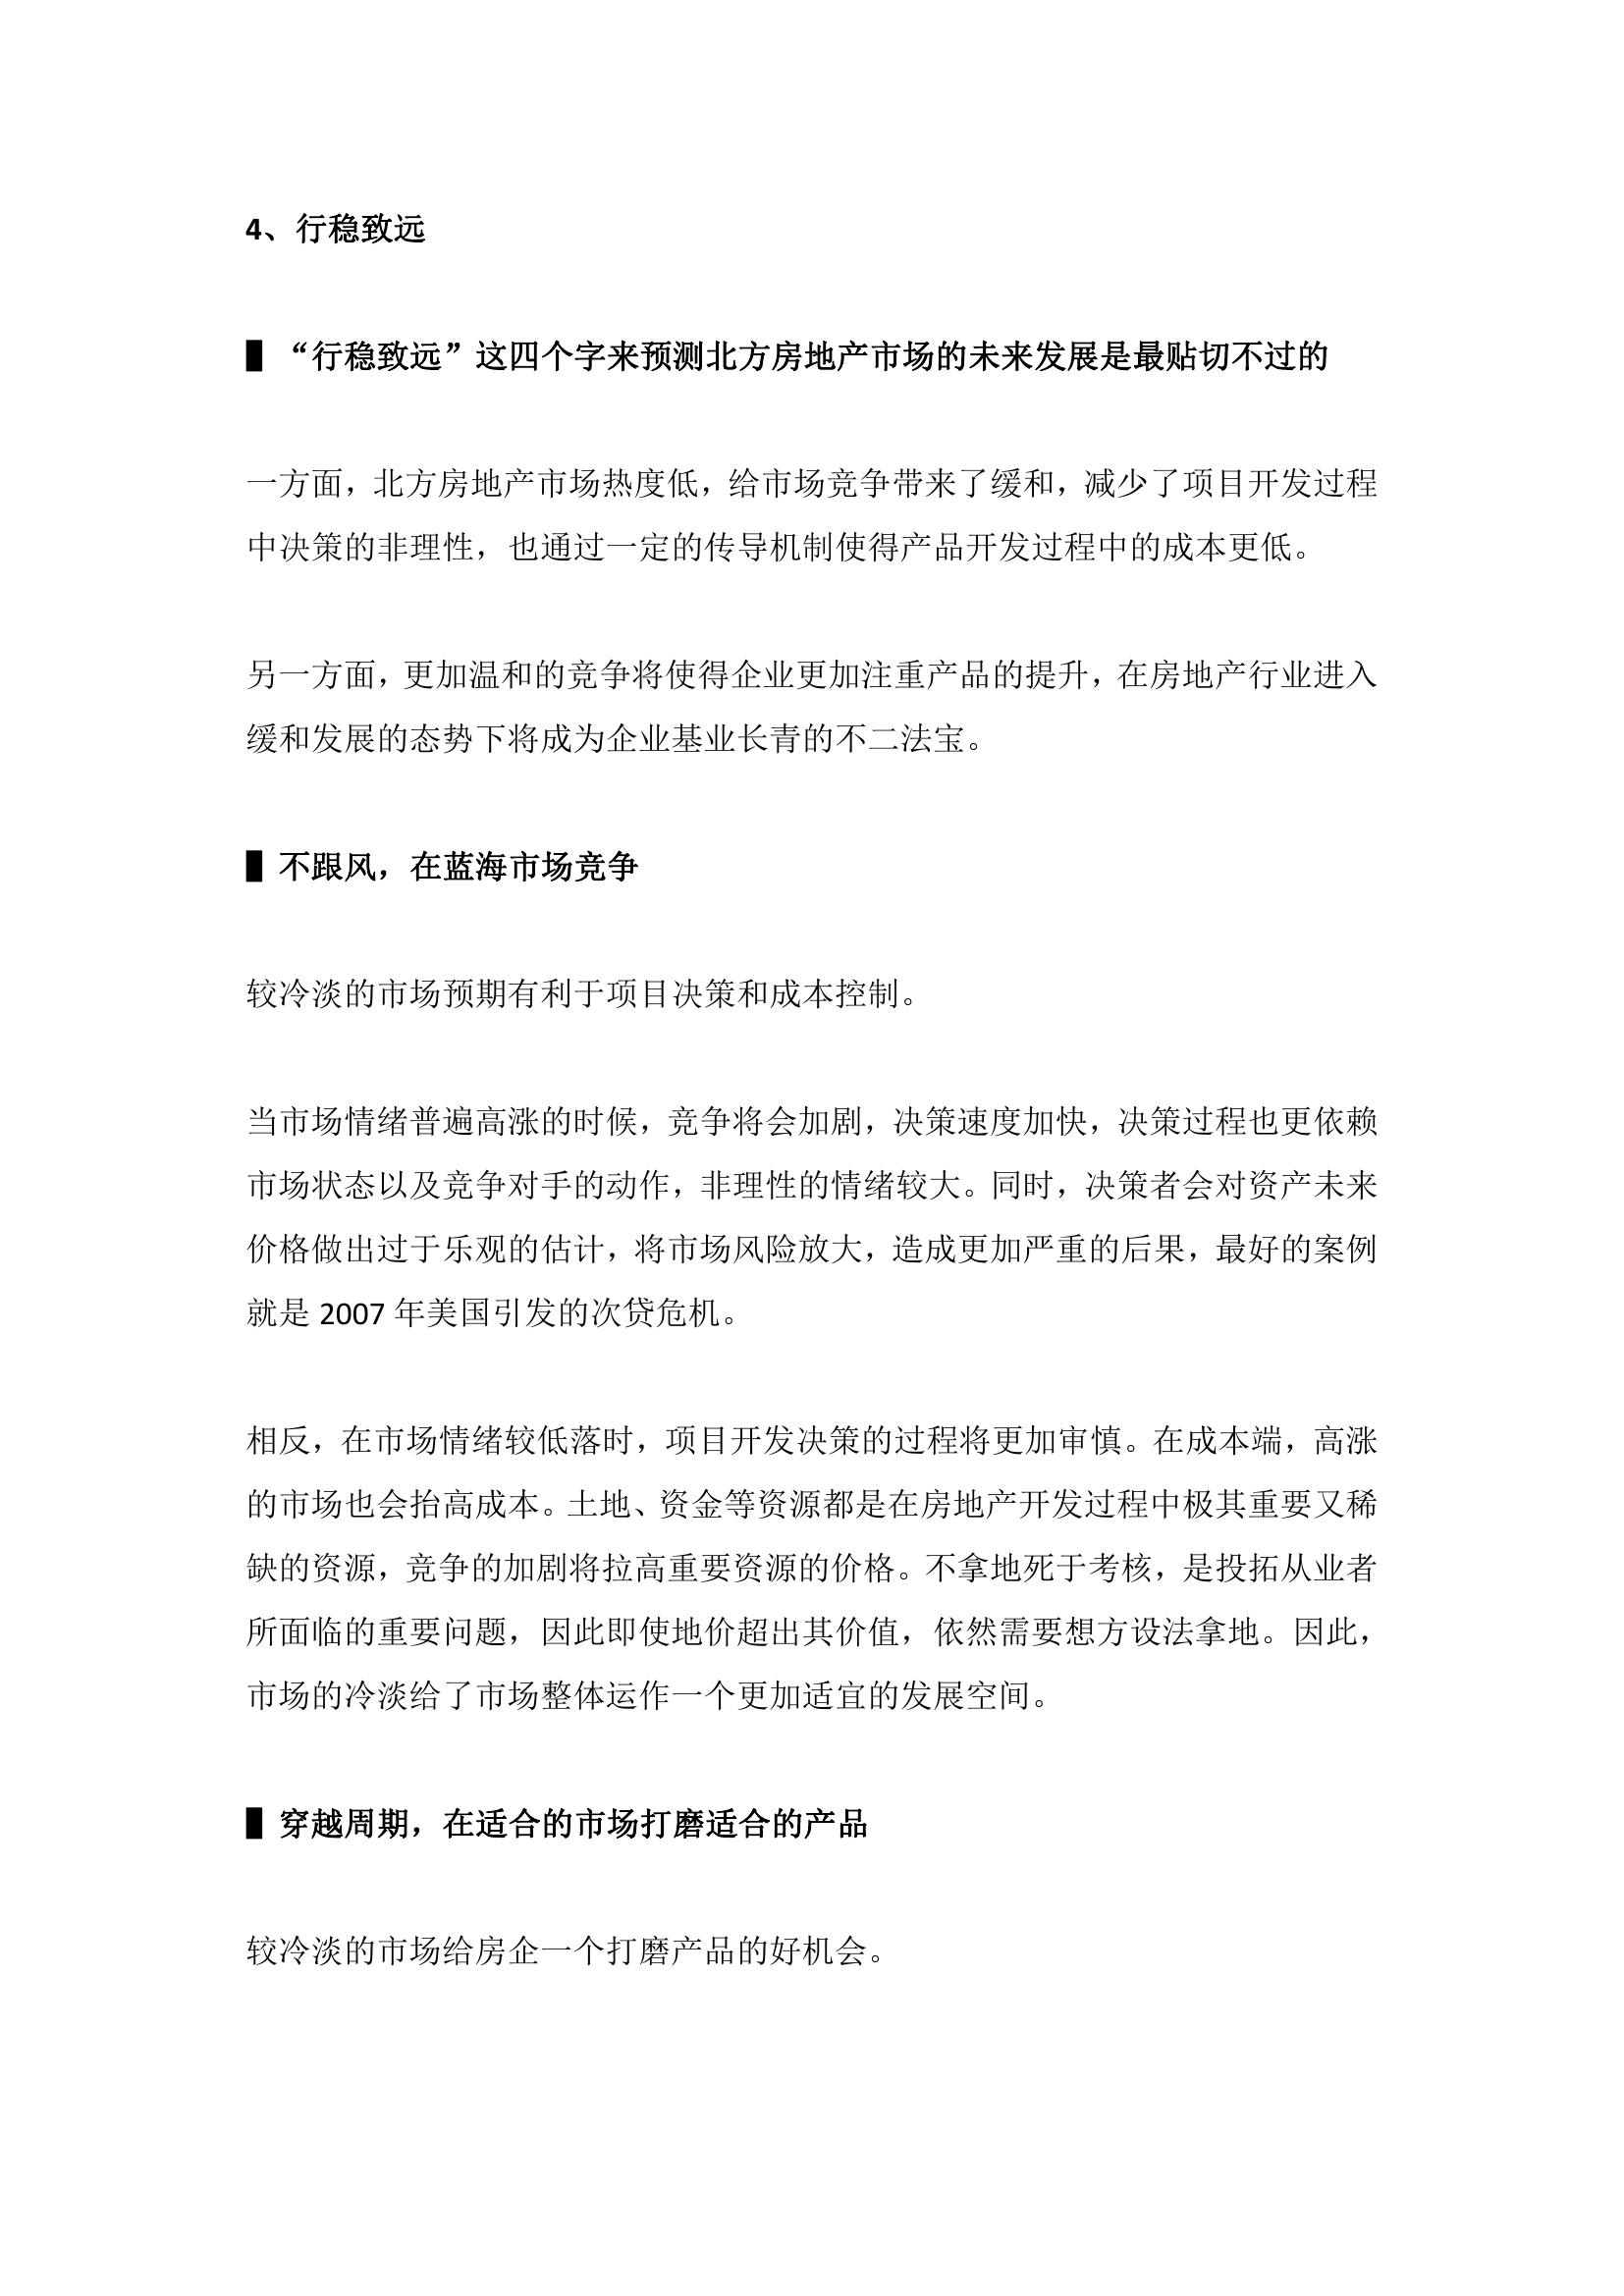 4、行稳致远
▋“行稳致远”这四个字来预测北方房地产市场的未来发展是最贴切不过的
一方面，北方房地产市场热度低，给市场竞争带来了缓和，减少了项目开发过程
中决策的非理性，也通过一定的传导机制使得产品开发过程中的成本更低。
另一方面，更加温和的竞争将使得企业更加注重产品的提升，在房地产行业进入
缓和发展的态势下将成为企业基业长青的不二法宝。
▋不跟风，在蓝海市场竞争
较冷淡的市场预期有利于项目决策和成本控制。
当市场情绪普遍高涨的时候，竞争将会加剧，决策速度加快，决策过程也更依赖
市场状态以及竞争对手的动作，非理性的情绪较大。同时，决策者会对资产未来
价格做出过于乐观的估计，将市场风险放大，造成更加严重的后果，最好的案例
就是 2007 年美国引发的次贷危机。
相反，在市场情绪较低落时，项目开发决策的过程将更加审慎。在成本端，高涨
的市场也会抬高成本。土地、资金等资源都是在房地产开发过程中极其重要又稀
缺的资源，竞争的加剧将拉高重要资源的价格。不拿地死于考核，是投拓从业者
所面临的重要问题，因此即使地价超出其价值，依然需要想方设法拿地。因此，
市场的冷淡给了市场整体运作一个更加适宜的发展空间。
▋穿越周期，在适合的市场打磨适合的产品
较冷淡的市场给房企一个打磨产品的好机会。